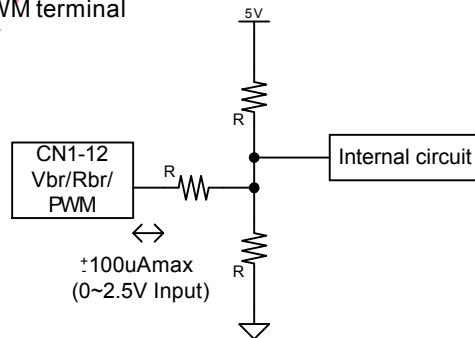 WM terminal
5V
R
CN1-12
Vbr/Rbr/
PWM
R
Internal circuit
±100uAmax
(0~2.5V Input)
R